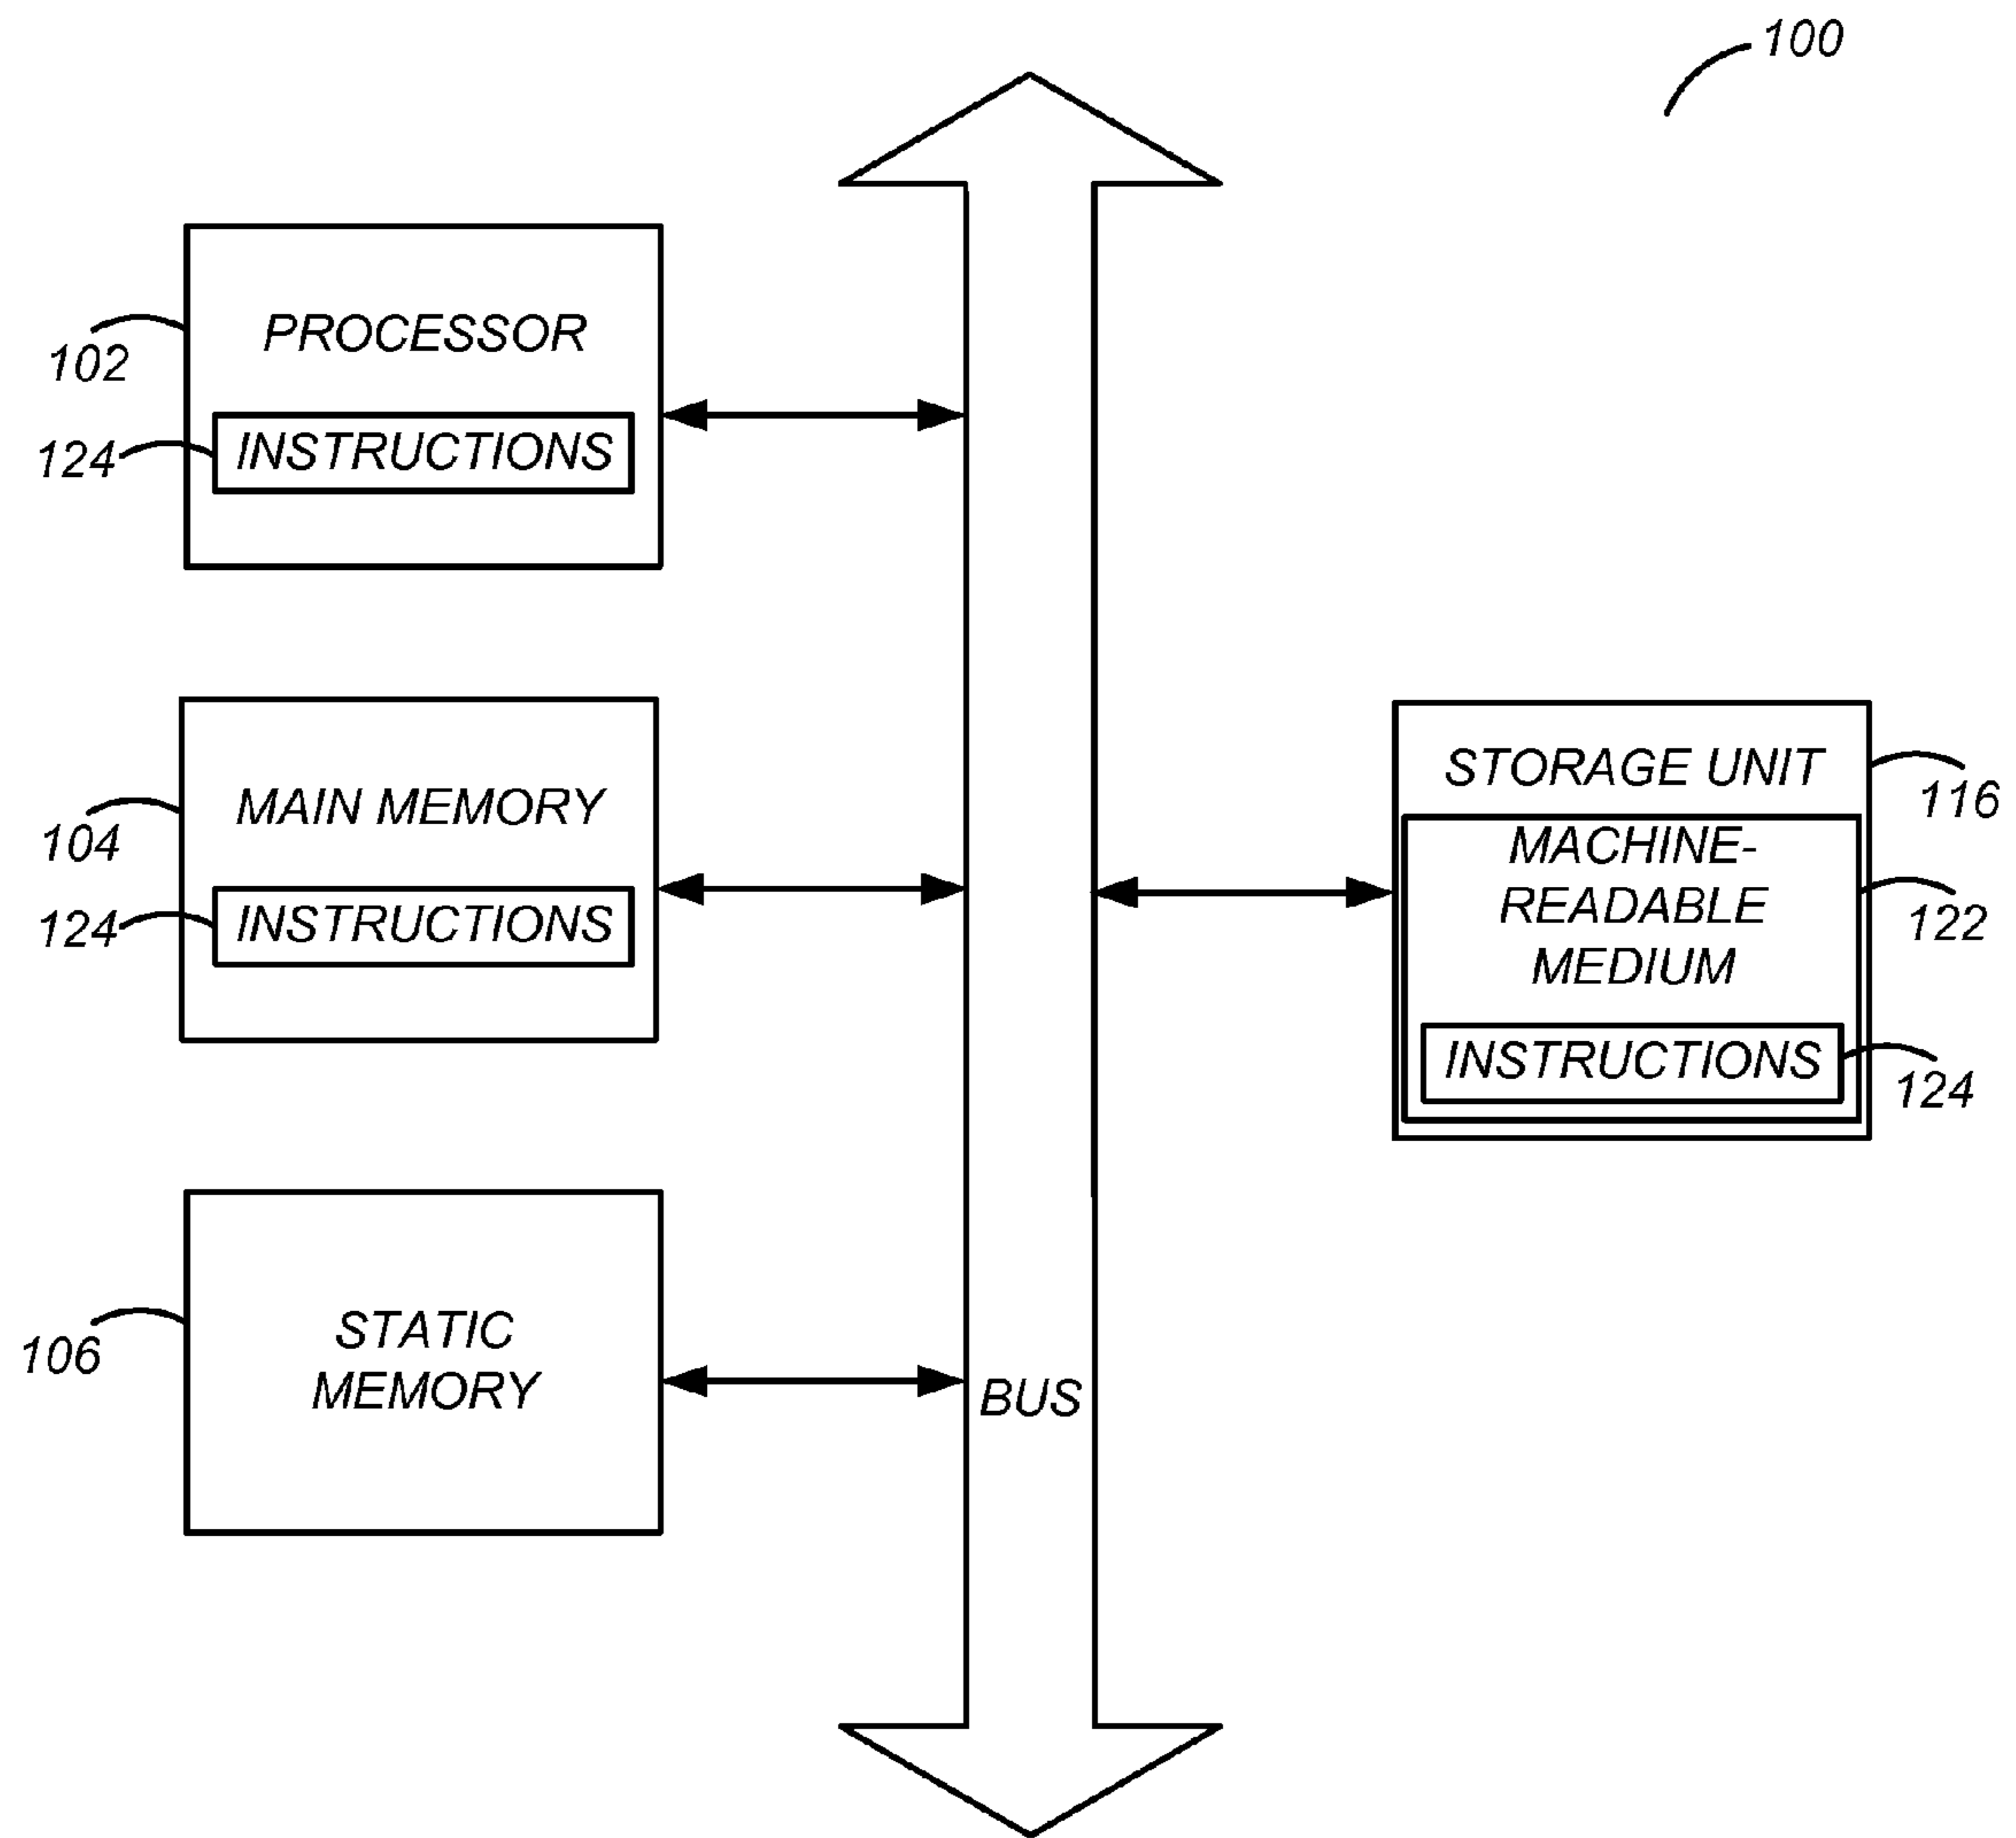 100
PROCESSOR
102
INSTRUCTIONS
124
MAIN MEMORY
104
INSTRUCTIONS
124
STATIC
MEMORY
106
BUS
STORAGE UNIT
116
MACHINE-
READABLE
MEDIUM
122
INSTRUCTIONS
124